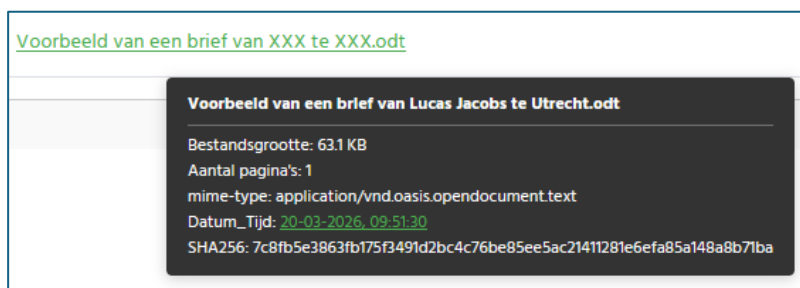 Voorbeeld van een brief van XXX te XXX.odt
Voorbeeld van een brief van Lucas Jacobs te Utrecht.odt
Bestandsgrootte: 63.1 KB
Aantal pagina's: 1
mime-type: application/vnd.oasis.opendocument.text
Datum_Tijd: 20-03-2026, 09:51:30
SHA256: 7c8fb5e3863fb175f3491d2bc4c76be85ee5ac21411281e6efa85a148a8b71ba